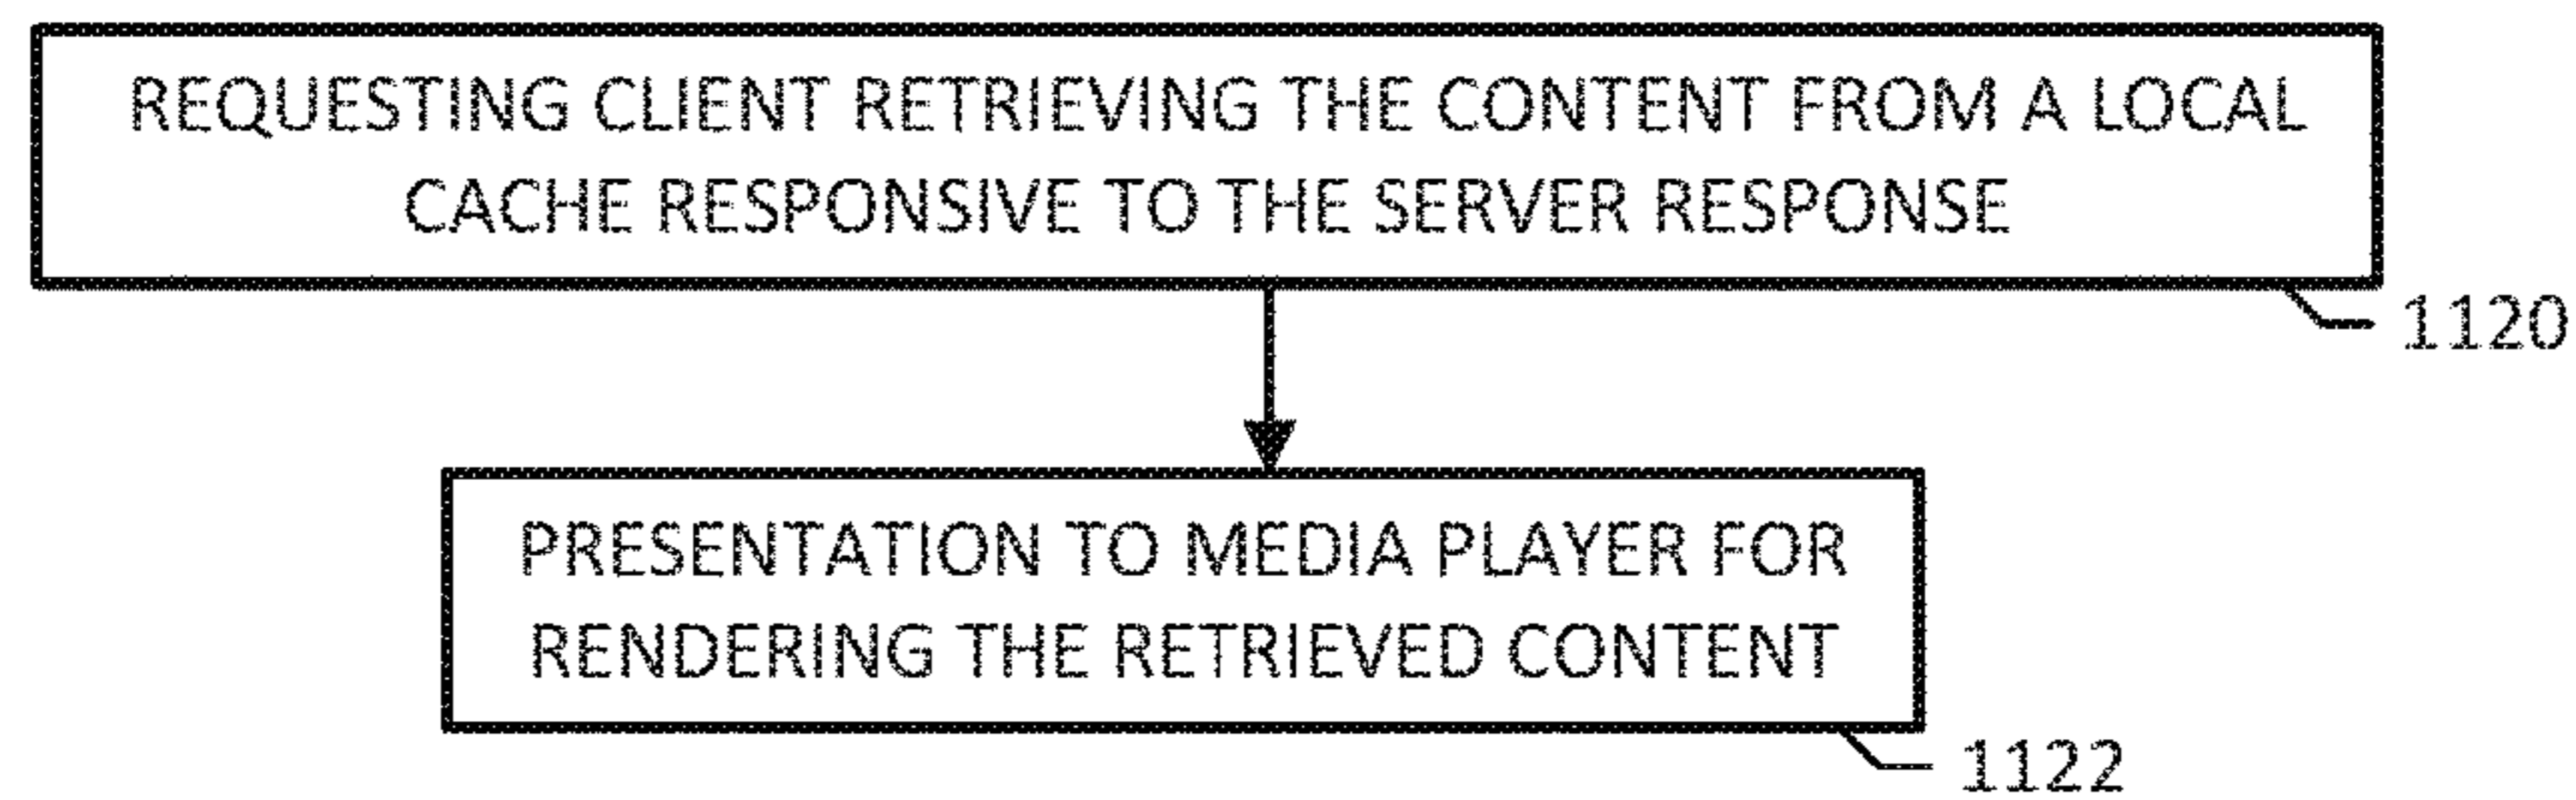 REQUESTING CLIENT RETRIEVING THE CONTENT FROM A LOCAL
CACHE RESPONSIVE TO THE SERVER RESPONSE
1120
PRESENTATION TO MEDIA PLAYER FOR
RENDERING THE RETRIEVED CONTENT
1122